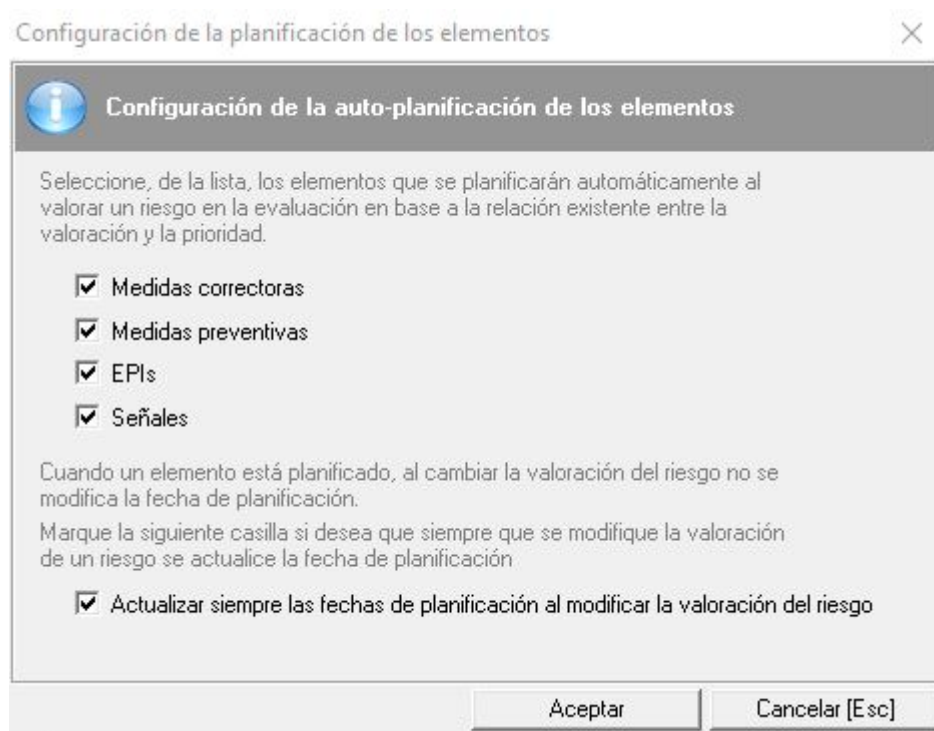 Configuración de la planificación de los elementos
Configuración de la auto-planificación de los elementos
Seleccione, de la lista, los elementos que se planificarán automáticamente al
valorar un riesgo en la evaluación en base a la relación existente entre la
valoración y la prioridad.
Medidas correctoras
Medidas preventivas
EPIs
Señales
Cuando un elemento está planificado, al cambiar la valoración del riesgo no se
modifica la fecha de planificación.
Marque la siguiente casilla si desea que siempre que se modifique la valoración
de un riesgo se actualice la fecha de planificación
Actualizar siempre las fechas de planificación al modificar la valoración del riesgo
Aceptar
Cancelar [Esc]